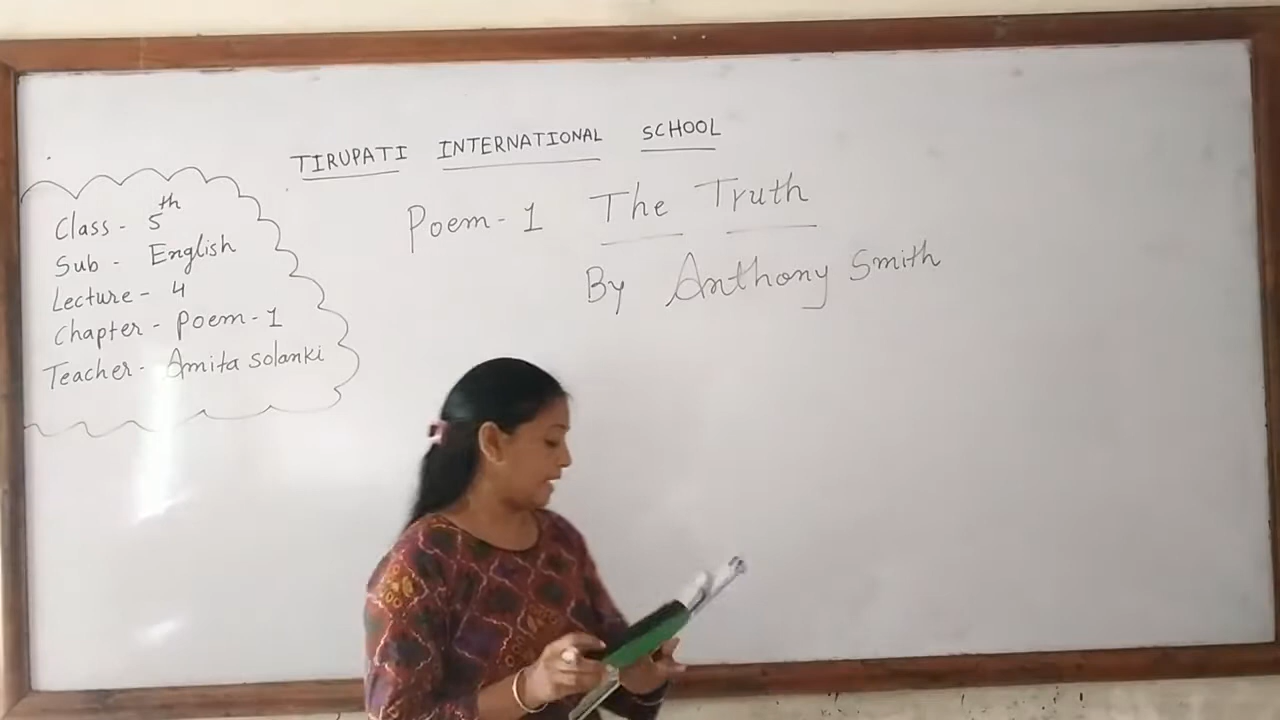 TIRUPATI INTERNATIONAL SCHOOL
Class - 5th
Sub - English
Lecture - 4
Chapter - Poem - 1
Teacher - Amita Solanki
Poem - 1 The Truth
By Anthony Smith